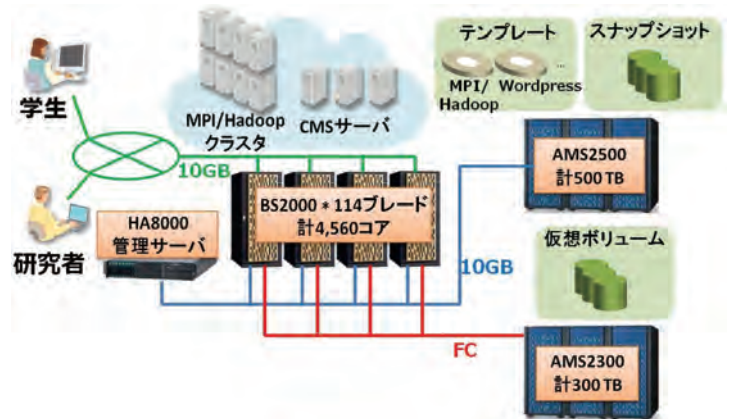 学生
研究者
MPI/Hadoop
クラスタ
CMSサーバ
テンプレート
MPI/
Hadoop
Wordpress
...
スナップショット
10GB
HA8000
管理サーバ
BS2000 * 114ブレード
計4,560コア
AMS2500
計500 TB
10GB
仮想ボリューム
FC
AMS2300
計300 TB